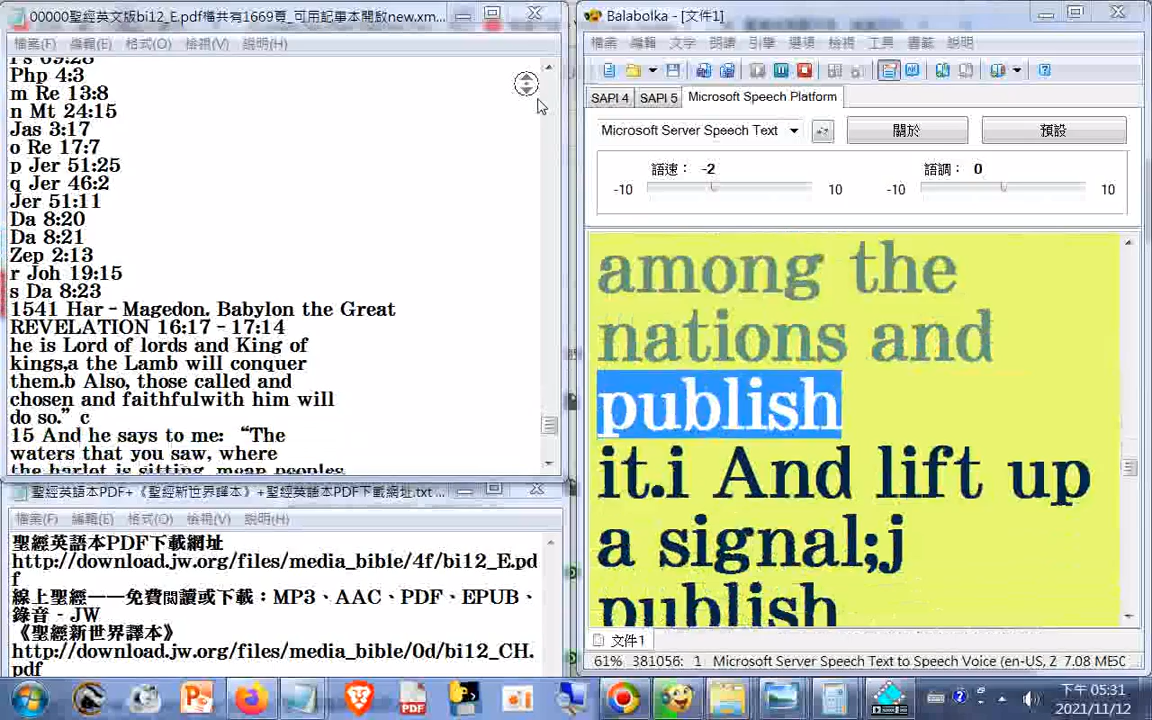 00000聖經英文版bi12_E.pdf檔共有1669頁_可用記事本開啟new.xm...
檔案(F) 編輯(E) 格式(O) 檢視(V) 說明(H)
Php 4:3
m Re 13:8
n Mt 24:15
Jas 3:17
o Re 17:7
p Jer 51:25
q Jer 46:2
Jer 51:11
Da 8:20
Da 8:21
Zep 2:13
r Joh 19:15
s Da 8:23
1541 Har – Magedon. Babylon the Great
REVELATION 16:17 – 17:14
he is Lord of lords and King of
kings,a the Lamb will conquer
them.b Also, those called and
chosen and faithfulwith him will
do so.” c
15 And he says to me: “The
waters that you saw, where
the harlot is sitting, mean peoples
聖經英語本PDF+《聖經新世界譯本》+聖經英語本PDF下載網址.txt ...
檔案(F) 編輯(E) 格式(O) 檢視(V) 說明(H)
聖經英語本PDF下載網址
http://download.jw.org/files/media_bible/4f/bi12_E.pd
f
線上聖經——免費閱讀或下載：MP3、AAC、PDF、EPUB、
錄音 - JW
《聖經新世界譯本》
http://download.jw.org/files/media_bible/0d/bi12_CH.
pdf
Balabolka - [文件1]
檔案 編輯 文字 朗讀 引擎 選項 檢視 工具 書籤 說明
SAPI 4 SAPI 5 Microsoft Speech Platform
Microsoft Server Speech Text 關於 預設
語速： -2 語調： 0
-10 10 -10 10
among the
nations and
publish
it.i And lift up
a signal;j
publish
文件1
61% 381056: 1 Microsoft Server Speech Text to Speech Voice (en-US, 2 7.08 МБ
下午 05:31
2021/11/12